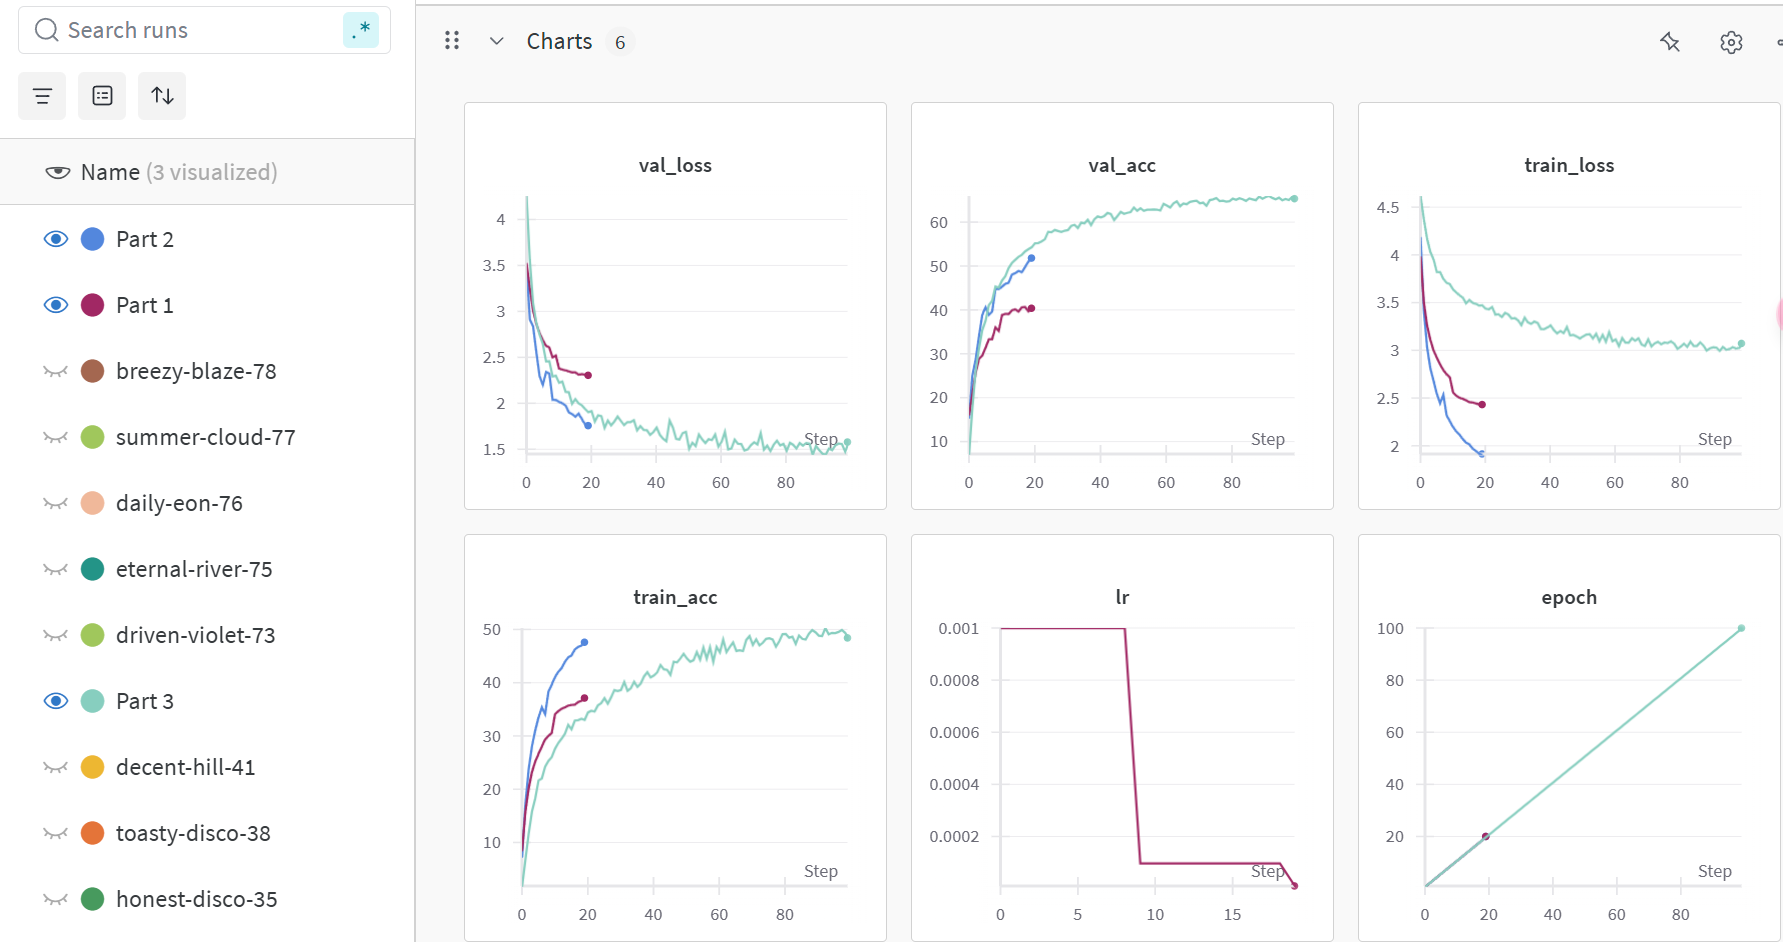 Search runs
.*
Charts 6
Name (3 visualized)
Part 2
Part 1
breezy-blaze-78
summer-cloud-77
daily-eon-76
eternal-river-75
driven-violet-73
Part 3
decent-hill-41
toasty-disco-38
honest-disco-35
val_loss
4
3.5
3
2.5
2
1.5
Step
0 20 40 60 80
val_acc
60
50
40
30
20
10
Step
0 20 40 60 80
train_loss
4.5
4
3.5
3
2.5
2
Step
0 20 40 60 80
train_acc
50
40
30
20
10
Step
0 20 40 60 80
lr
0.001
0.0008
0.0006
0.0004
0.0002
Step
0 5 10 15
epoch
100
80
60
40
20
Step
0 20 40 60 80